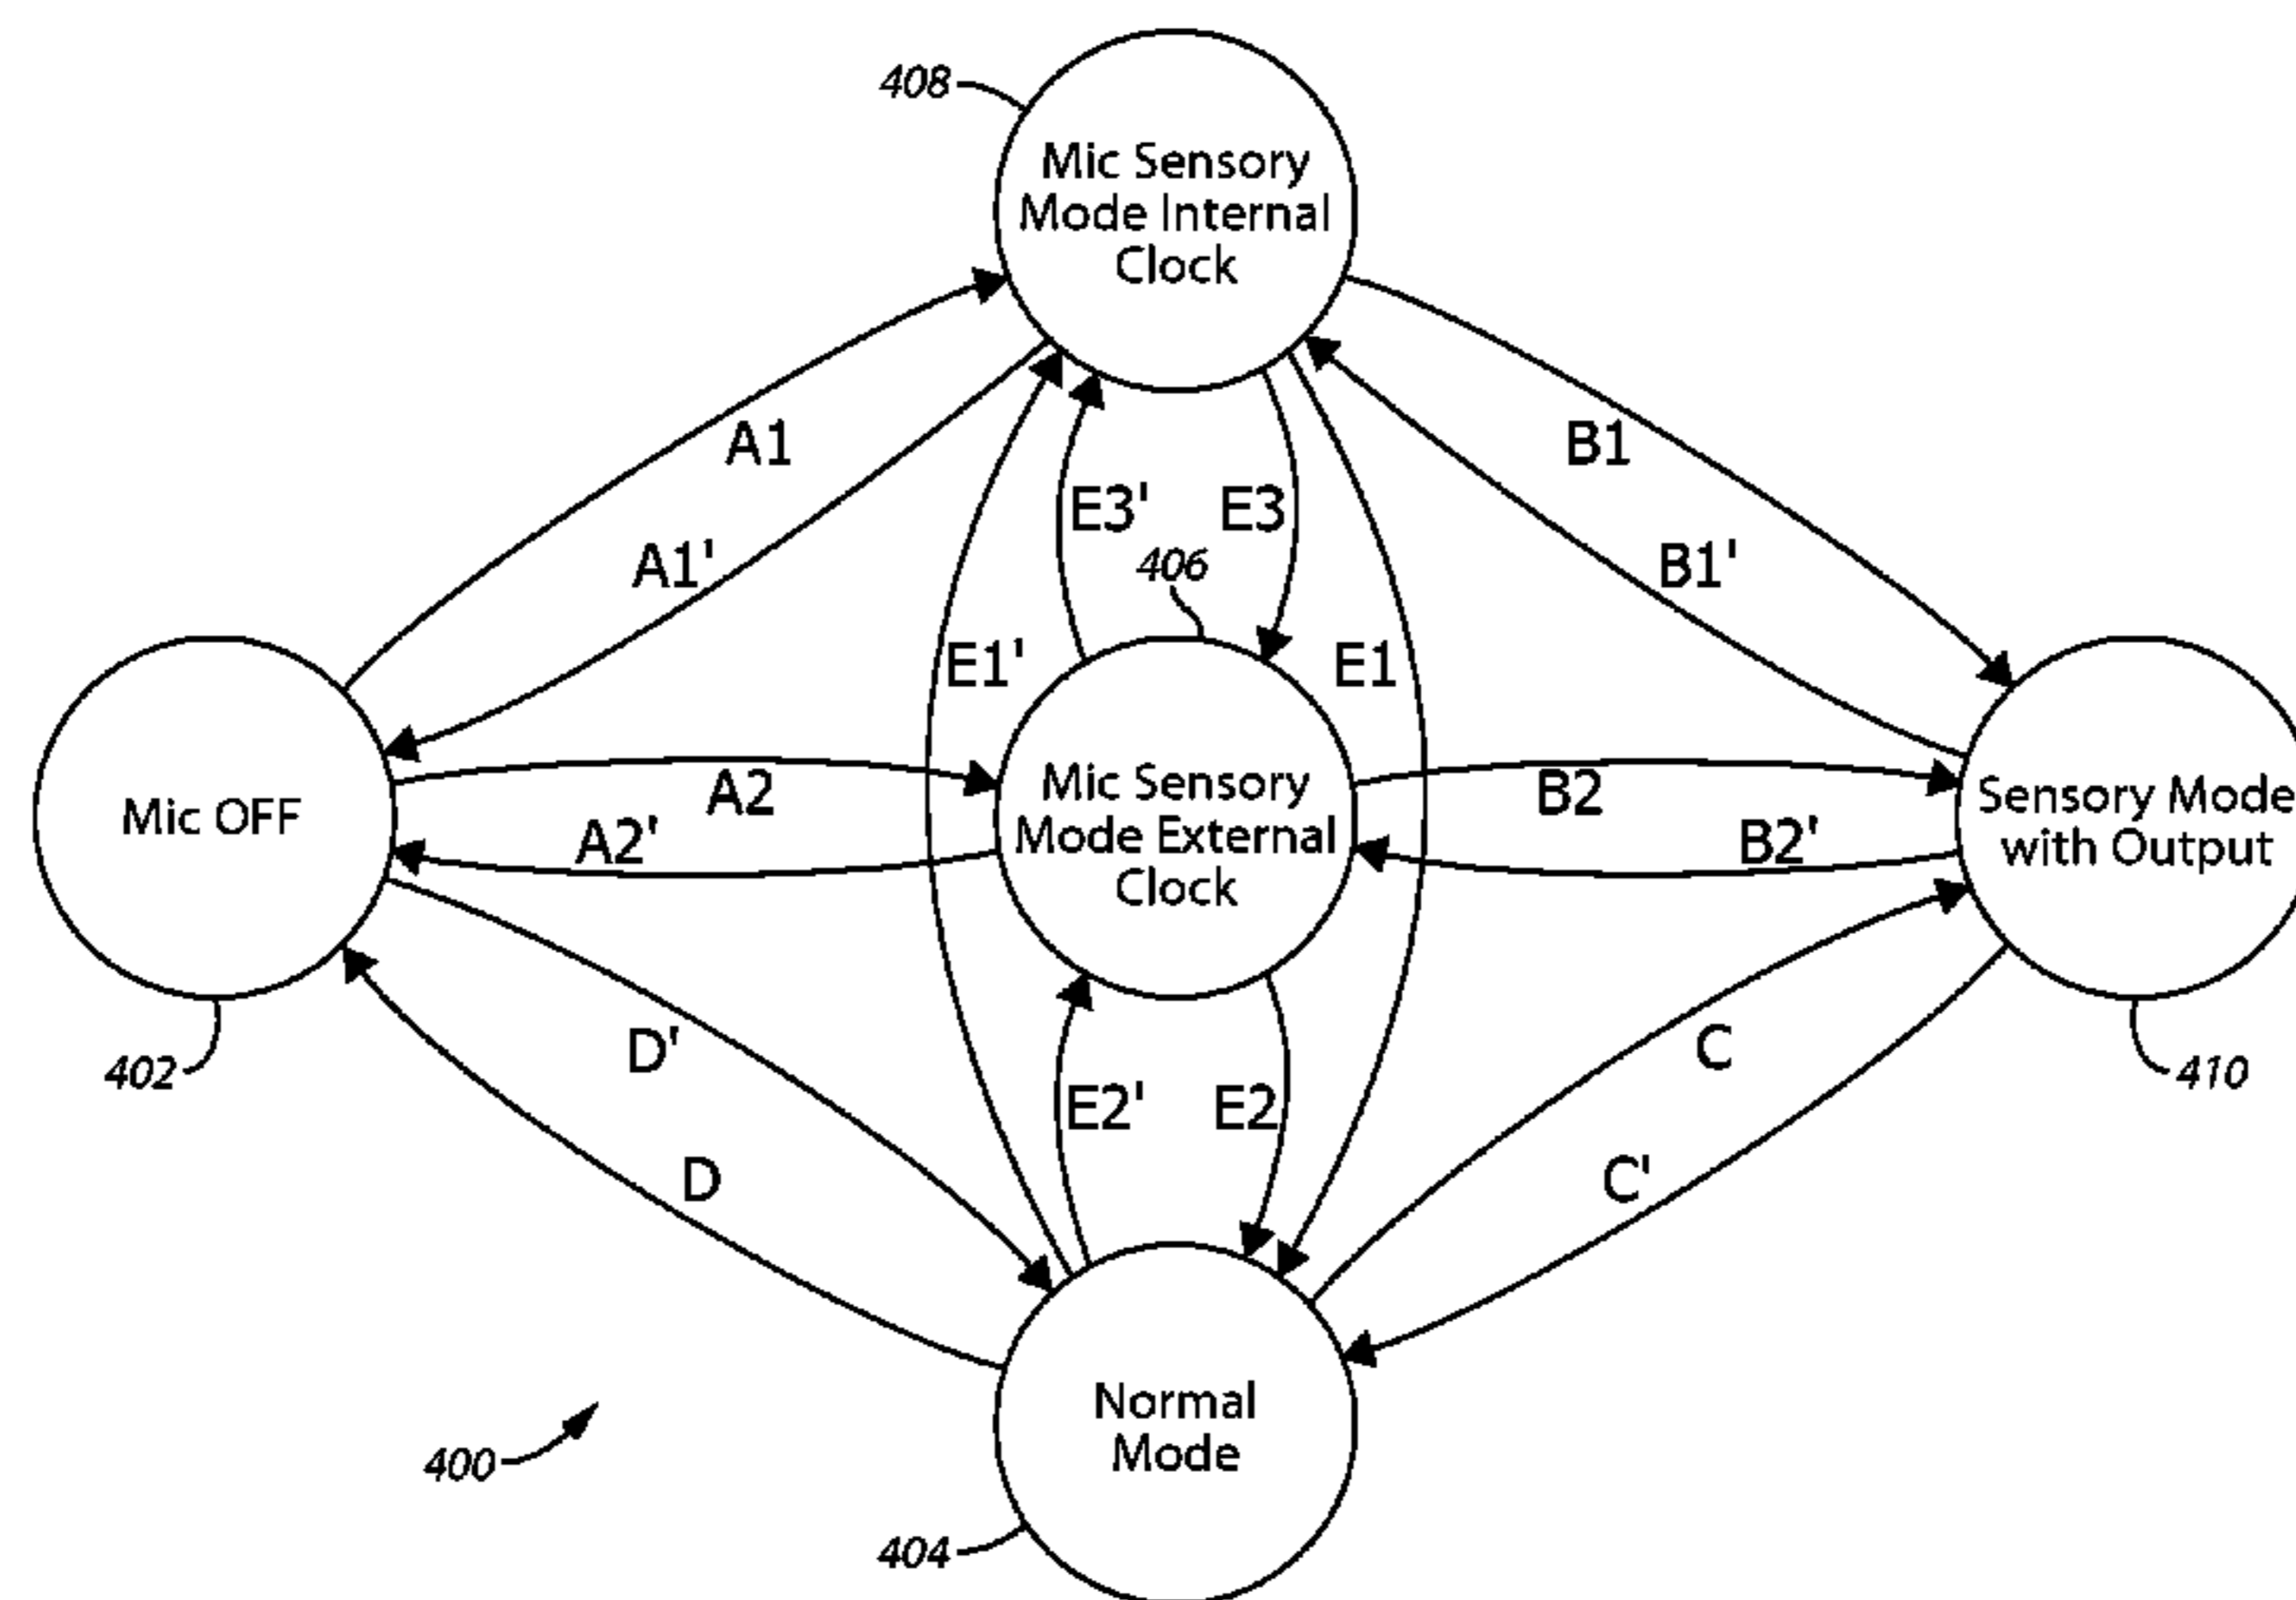 408
Mic Sensory
Mode Internal
Clock
A1
B1
E3'
E3
A1'
406
B1'
E1'
E1
Mic OFF
A2
A2'
Mic Sensory
Mode External
Clock
B2
B2'
Sensory Mode
with Output
402
D'
C
410
E2'
E2
D
C'
Normal
Mode
400
404